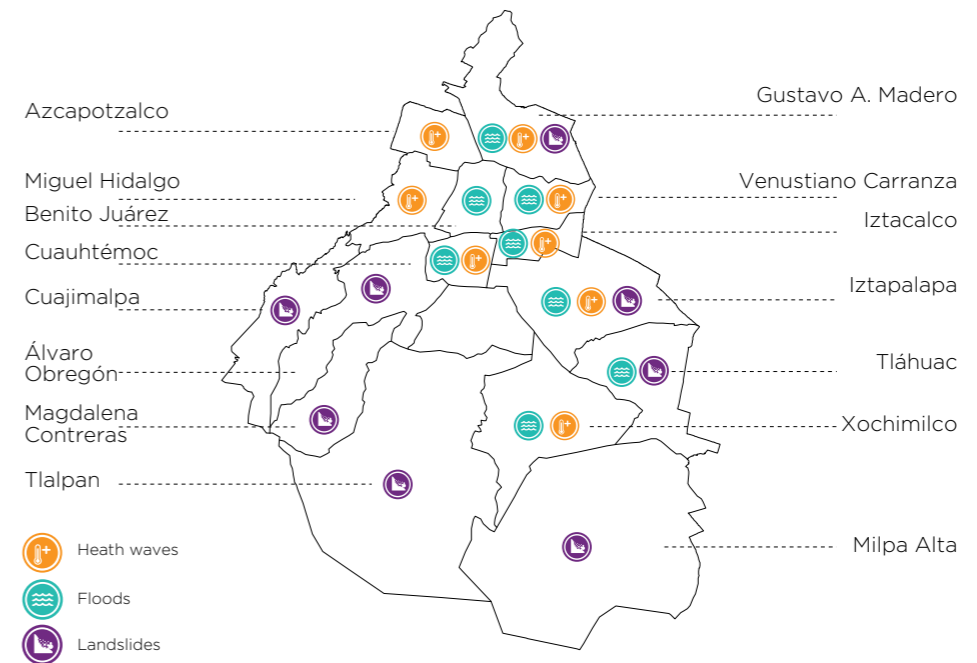 Azcapotzalco
Miguel Hidalgo
Benito Juárez
Cuauhtémoc
Cuajimalpa
Álvaro
Obregón
Magdalena
Contreras
Tlalpan
Gustavo A. Madero
Venustiano Carranza
Iztacalco
Iztapalapa
Tláhuac
Xochimilco
Milpa Alta
Heath waves
Floods
Landslides